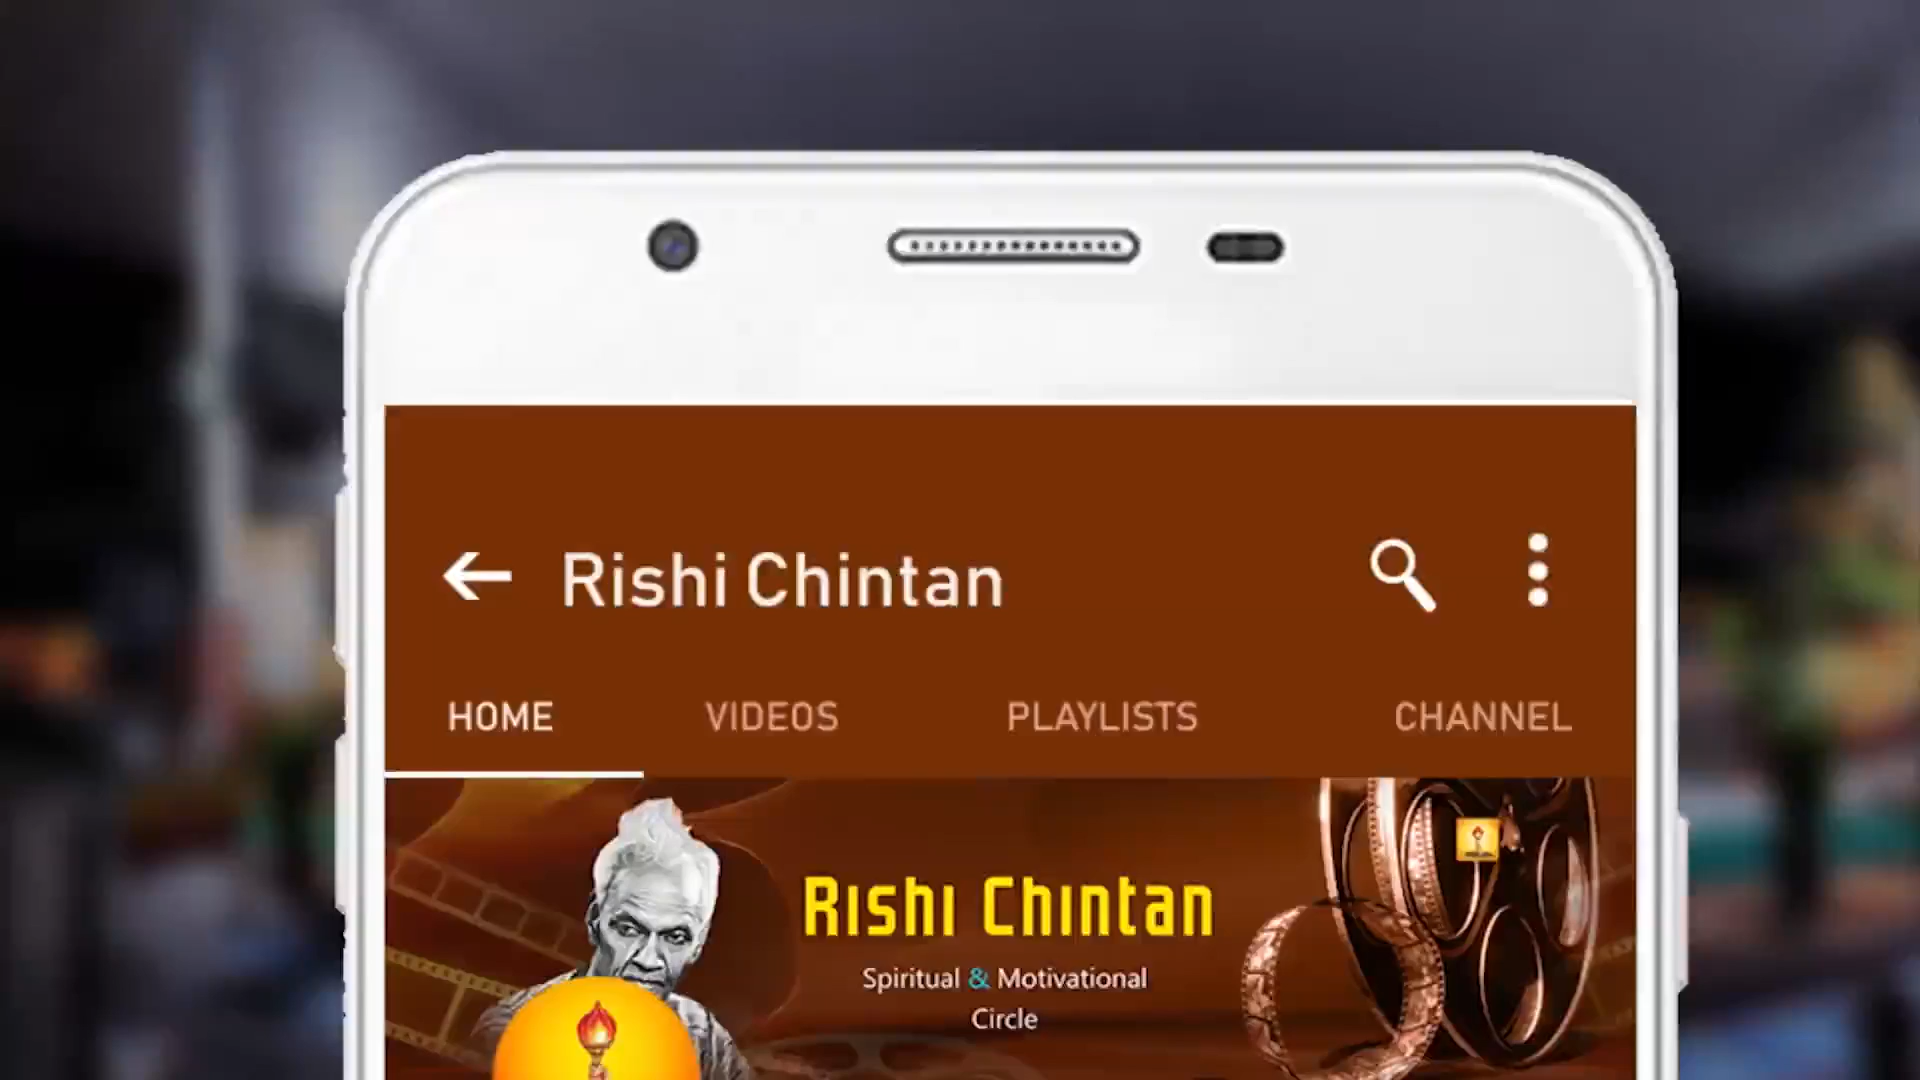 Rishi Chintan
HOME VIDEOS PLAYLISTS CHANNEL
Rishi Chintan
Spiritual & Motivational
Circle